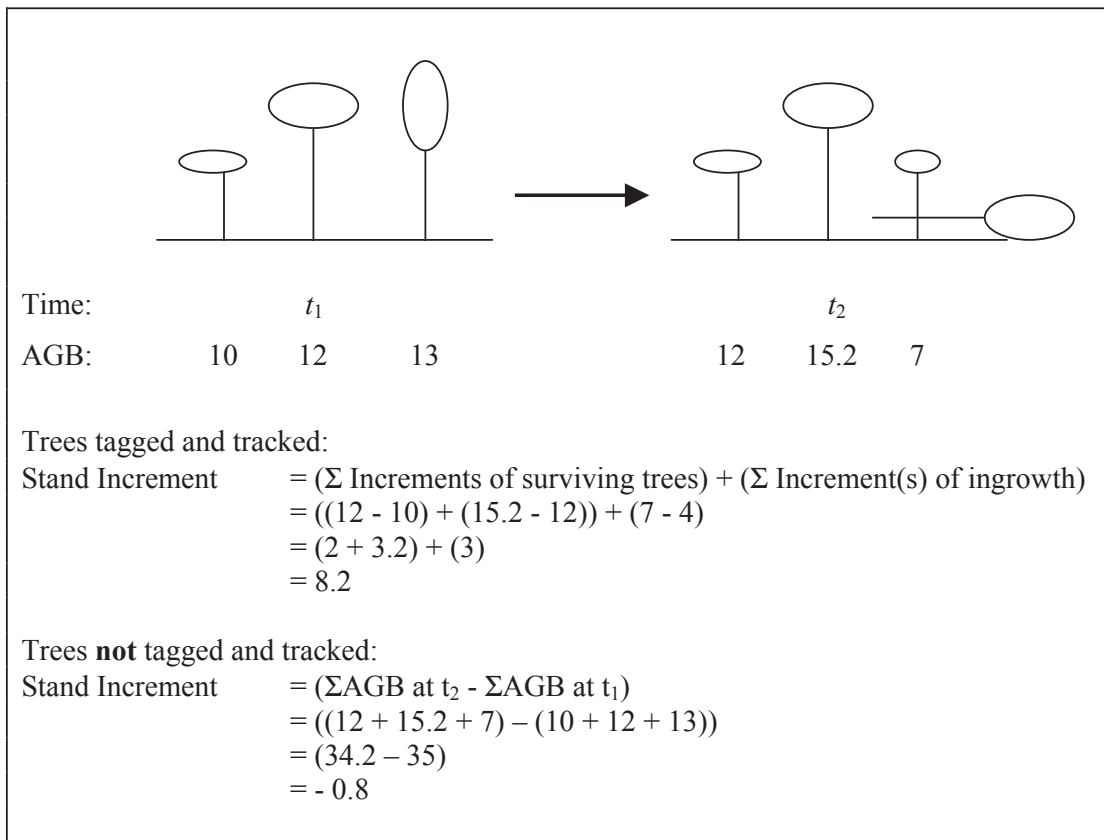 Time: t₁ t₂
AGB: 10 12 13 12 15.2 7
Trees tagged and tracked:
Stand Increment = (Σ Increments of surviving trees) + (Σ Increment(s) of ingrowth)
= ((12 - 10) + (15.2 - 12)) + (7 - 4)
= (2 + 3.2) + (3)
= 8.2
Trees not tagged and tracked:
Stand Increment = (ΣAGB at t₂ - ΣAGB at t₁)
= ((12 + 15.2 + 7) – (10 + 12 + 13))
= (34.2 – 35)
= - 0.8